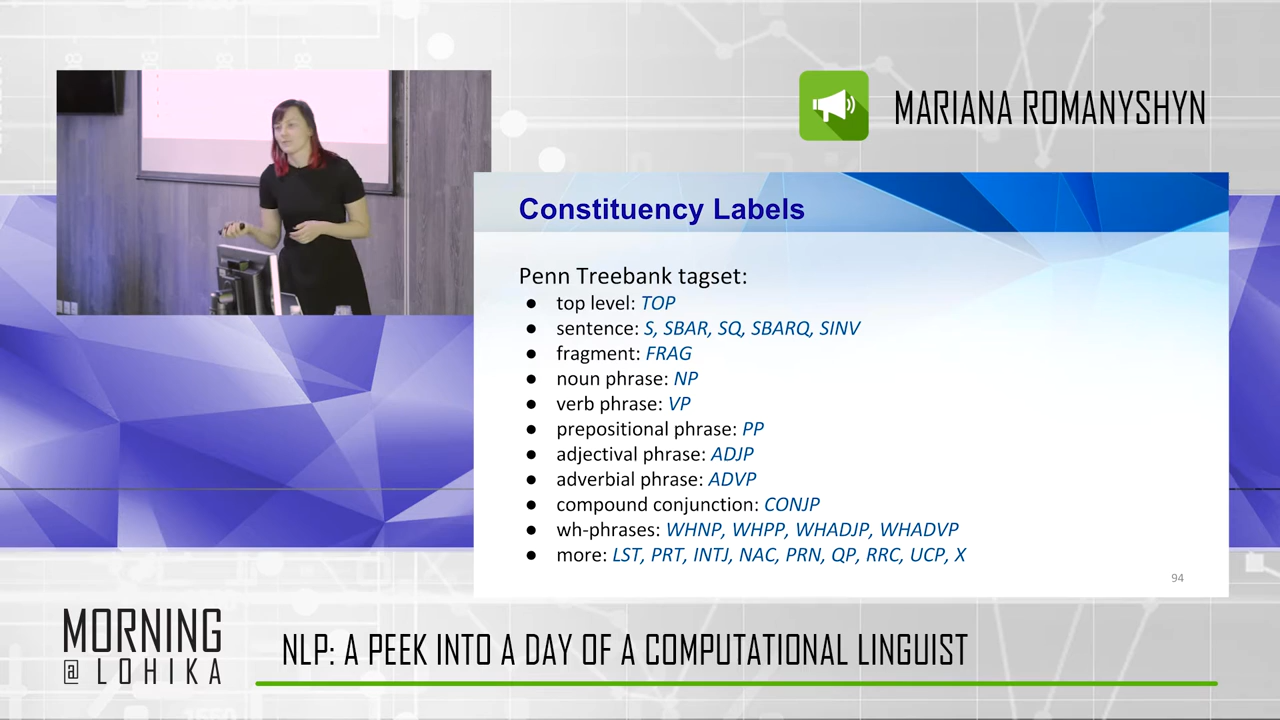 MARIANA ROMANYSHYN
Constituency Labels
Penn Treebank tagset:
● top level: TOP
● sentence: S, SBAR, SQ, SBARQ, SINV
● fragment: FRAG
● noun phrase: NP
● verb phrase: VP
● prepositional phrase: PP
● adjectival phrase: ADJP
● adverbial phrase: ADVP
● compound conjunction: CONJP
● wh-phrases: WHNP, WHPP, WHADJP, WHADVP
● more: LST, PRT, INTJ, NAC, PRN, QP, RRC, UCP, X
94
MORNING
@ LOHIKA
NLP: A PEEK INTO A DAY OF A COMPUTATIONAL LINGUIST